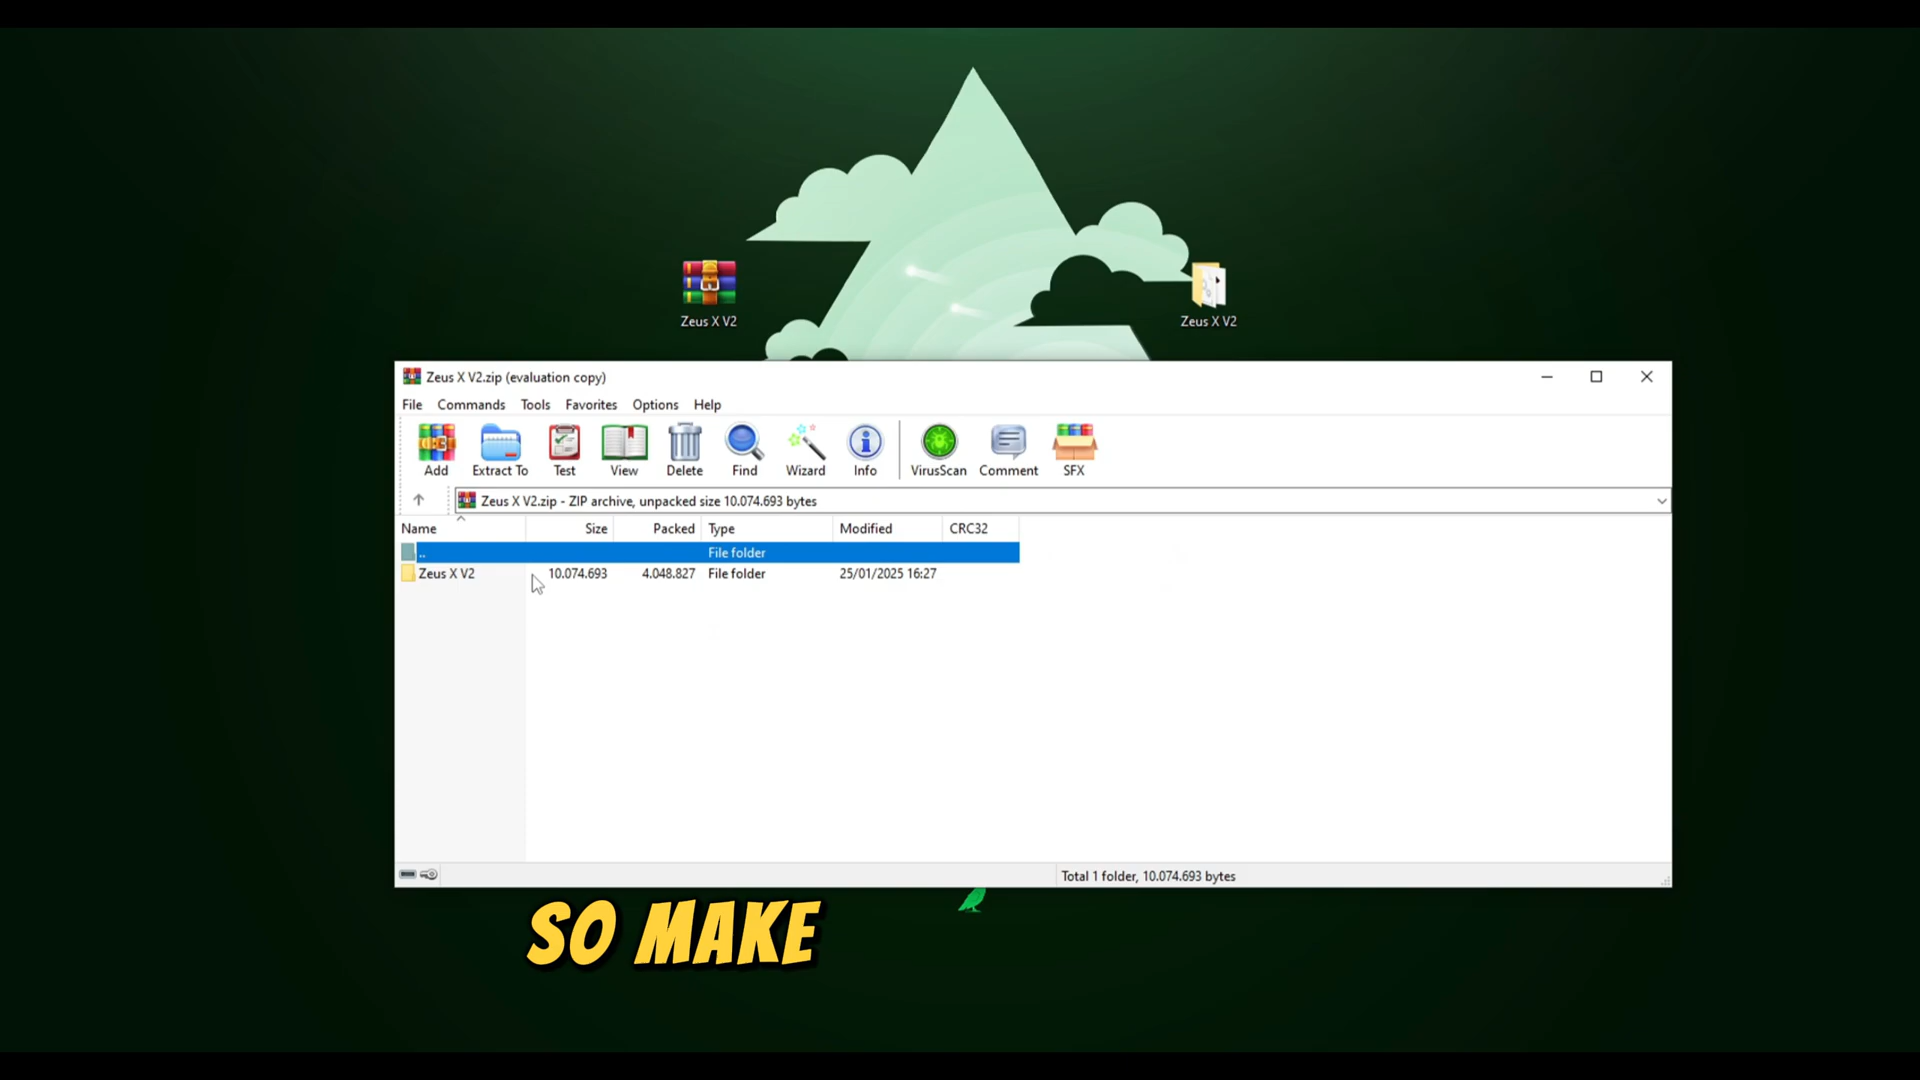 Zeus X V2
Zeus X V2
Zeus X V2.zip (evaluation copy)
File Commands Tools Favorites Options Help
Add Extract To Test View Delete Find Wizard Info VirusScan Comment SFX
Zeus X V2.zip - ZIP archive, unpacked size 10.074.693 bytes
Name Size Packed Type Modified CRC32
.. File folder
Zeus X V2 10.074.693 4.048.827 File folder 25/01/2025 16:27
Total 1 folder, 10.074.693 bytes
SO MAKE